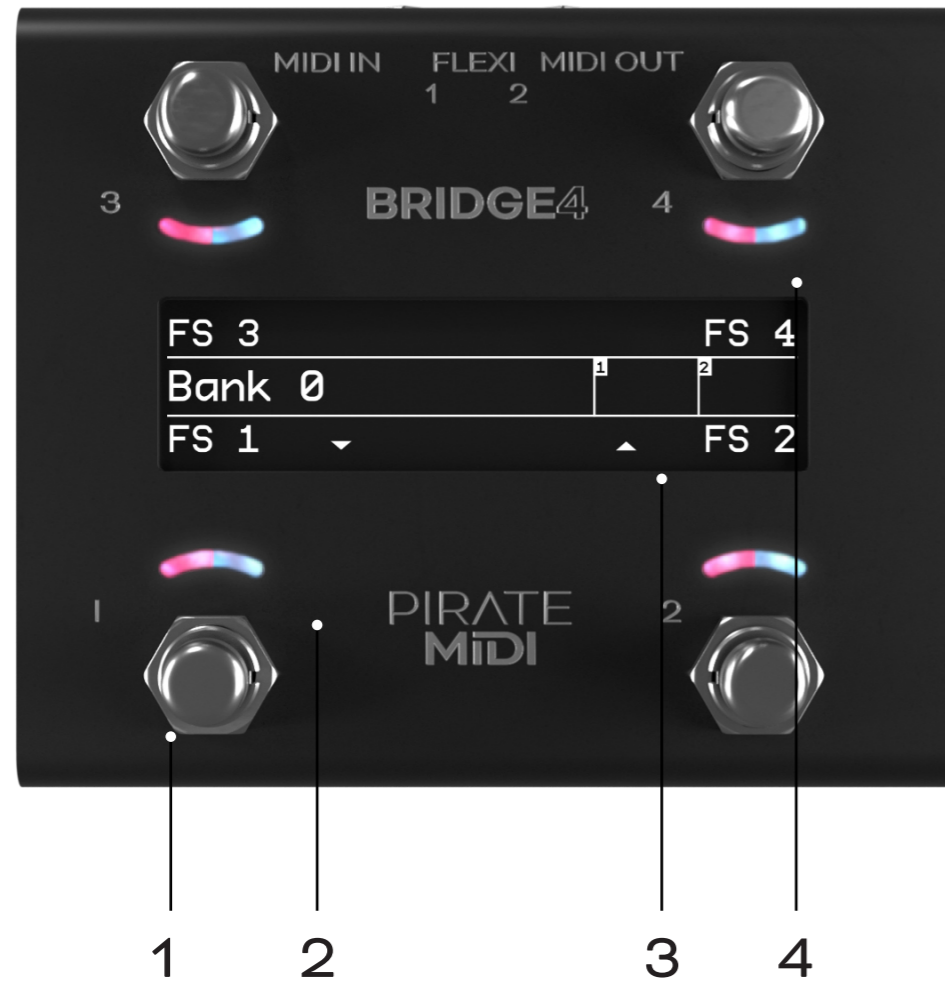 MIDI IN FLEXI MIDI OUT
1 2
3 BRIDGE4 4
FS 3 FS 4
Bank 0 1 2
FS 1 FS 2
1 PIRATE 2
MiDI
1 2 3 4